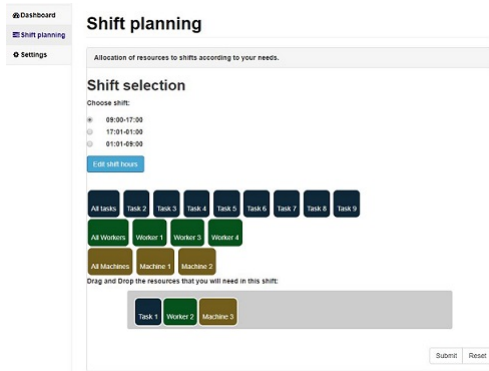 Dashboard
Shift planning
Settings
Shift planning
Allocation of resources to shifts according to your needs.
Shift selection
Choose shift:
09:00-17:00
17:01-01:00
01:01-09:00
Edit shift hours
All tasks Task 2 Task 3 Task 4 Task 5 Task 6 Task 7 Task 8 Task 9
All Workers Worker 1 Worker 3 Worker 4
All Machines Machine 1 Machine 2
Drag and Drop the resources that you will need in this shift:
Task 1 Worker 2 Machine 3
Submit Reset